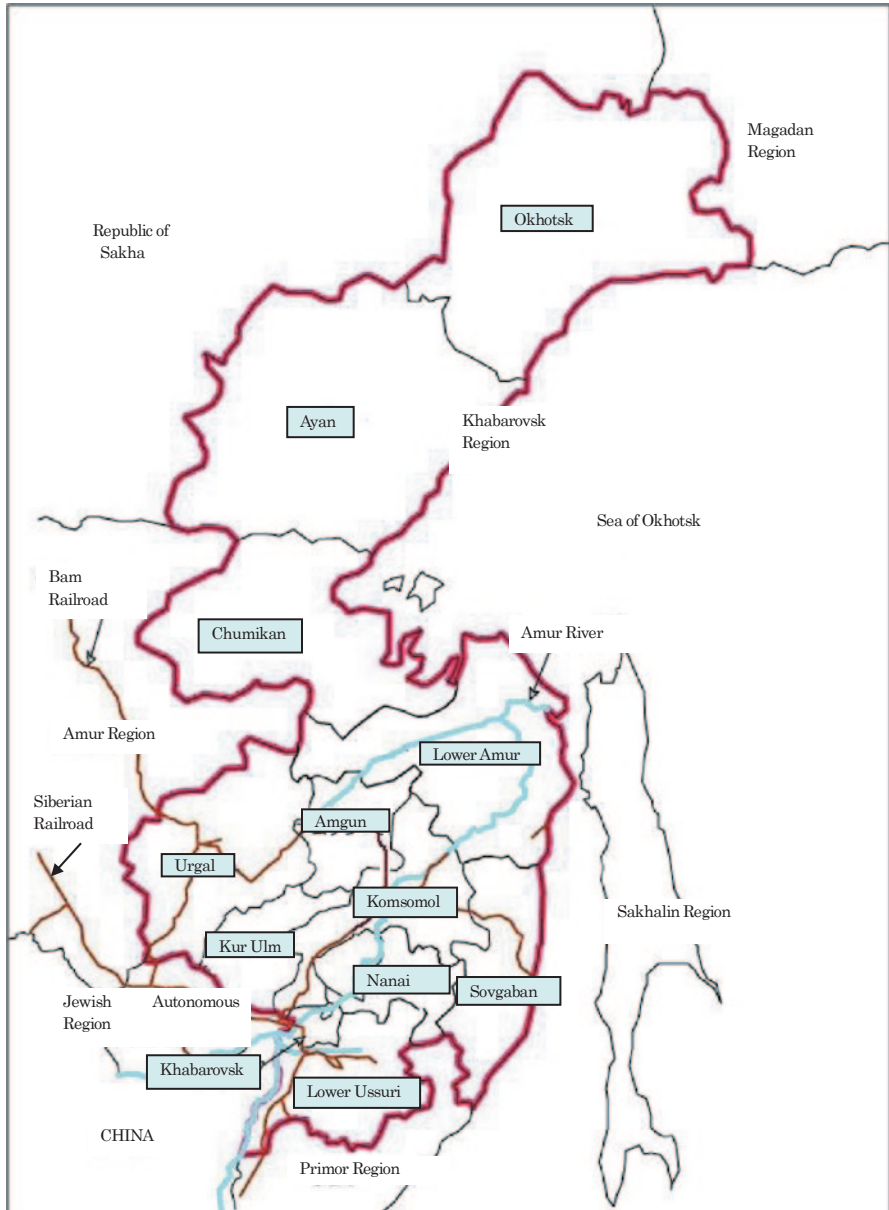 Magadan
Region
Okhotsk
Republic of
Sakha
Ayan
Khabarovsk
Region
Sea of Okhotsk
Bam
Railroad
Chumikan
Amur River
Amur Region
Lower Amur
Siberian
Railroad
Amgun
Urgal
Komsomol
Sakhalin Region
Kur Ulm
Nanai
Sovgaban
Jewish Autonomous
Region
Khabarovsk
Lower Ussuri
CHINA
Primor Region